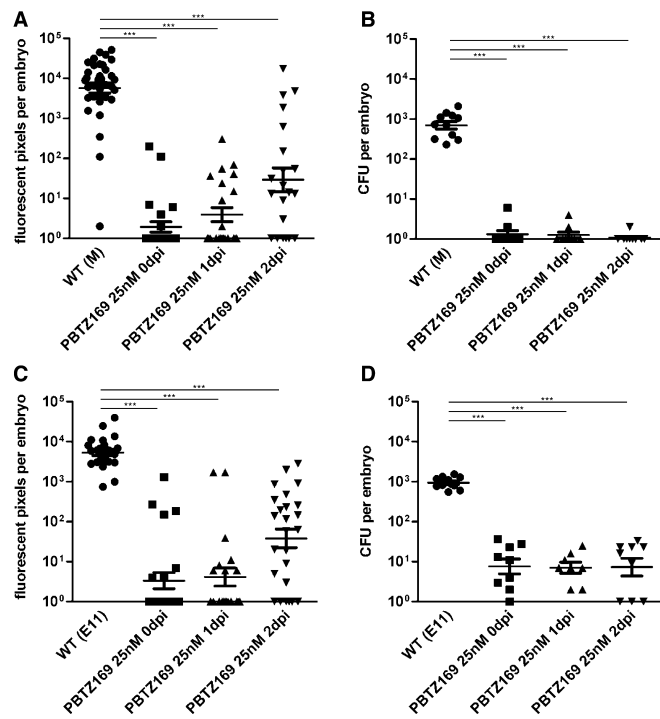 A
***
***
***
fluorescent pixels per embryo
10⁵
10⁴
10³
10²
10¹
10⁰
WT (M)
PBTZ169 25nM 0dpi
PBTZ169 25nM 1dpi
PBTZ169 25nM 2dpi
B
***
***
***
CFU per embryo
10⁵
10⁴
10³
10²
10¹
10⁰
WT (M)
PBTZ169 25nM 0dpi
PBTZ169 25nM 1dpi
PBTZ169 25nM 2dpi
C
***
***
***
fluorescent pixels per embryo
10⁵
10⁴
10³
10²
10¹
10⁰
WT (E11)
PBTZ169 25nM 0dpi
PBTZ169 25nM 1dpi
PBTZ169 25nM 2dpi
D
***
***
***
CFU per embryo
10⁵
10⁴
10³
10²
10¹
10⁰
WT (E11)
PBTZ169 25nM 0dpi
PBTZ169 25nM 1dpi
PBTZ169 25nM 2dpi